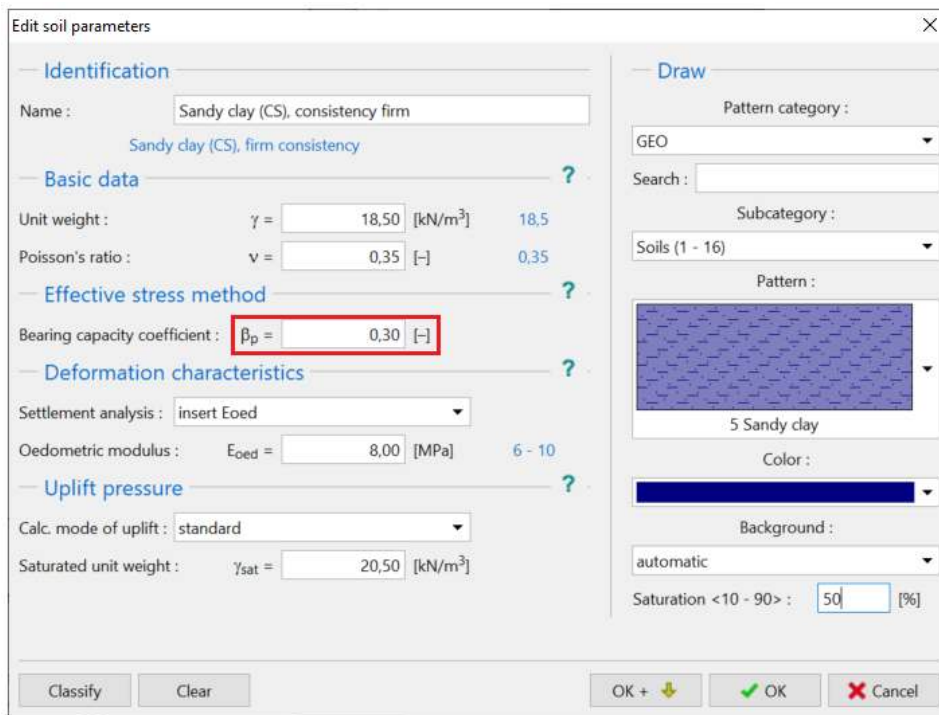 Edit soil parameters
Identification
Name :
Sandy clay (CS), consistency firm
Sandy clay (CS), firm consistency
Basic data
?
Unit weight :
γ =
18,50
[kN/m³]
18,5
Poisson's ratio :
ν =
0,35
[–]
0,35
Effective stress method
?
Bearing capacity coefficient :
βp =
0,30
[–]
Deformation characteristics
?
Settlement analysis :
insert Eoed
Oedometric modulus :
Eoed =
8,00
[MPa]
6 - 10
Uplift pressure
?
Calc. mode of uplift :
standard
Saturated unit weight :
γsat =
20,50
[kN/m³]
Draw
Pattern category :
GEO
Search :
Subcategory :
Soils (1 - 16)
Pattern :
5 Sandy clay
Color :
Background :
automatic
Saturation <10 - 90> :
50
[%]
Classify
Clear
OK +
OK
Cancel